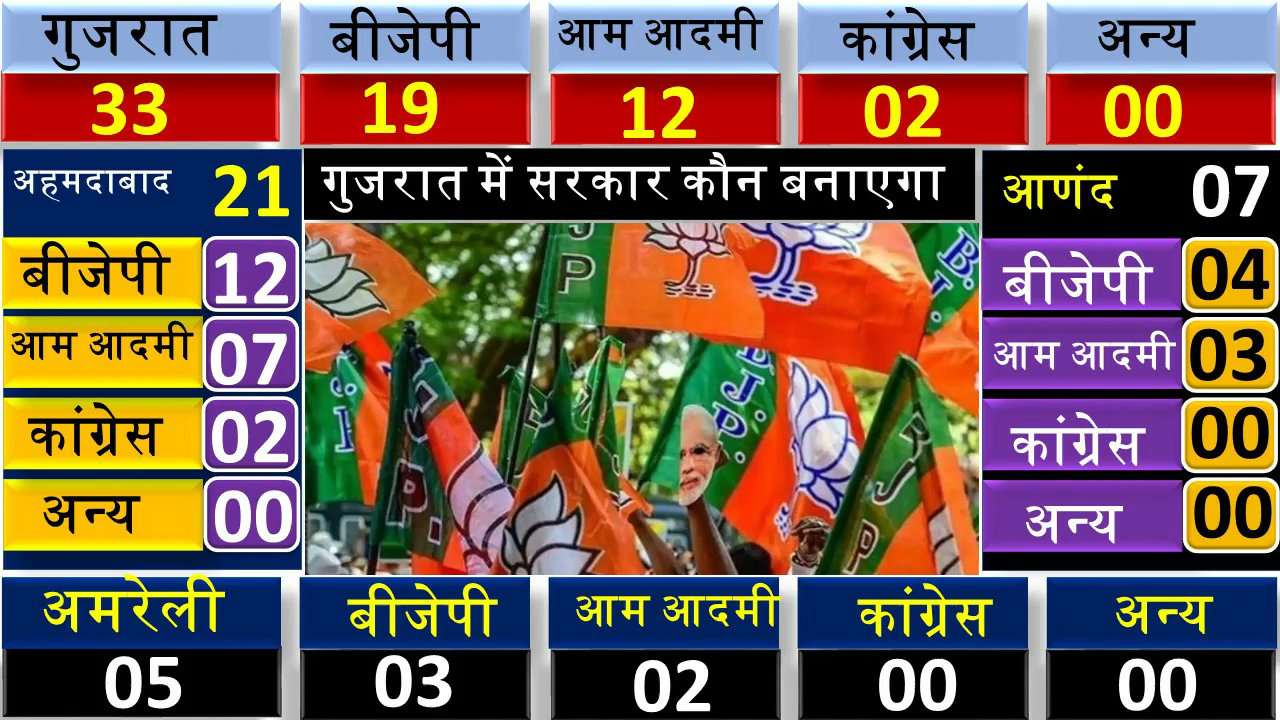 गुजरात बीजेपी आम आदमी कांग्रेस अन्य
33 19 12 02 00
गुजरात में सरकार कौन बनाएगा
अहमदाबाद 21
बीजेपी 12
आम आदमी 07
कांग्रेस 02
अन्य 00
आणंद 07
बीजेपी 04
आम आदमी 03
कांग्रेस 00
अन्य 00
J
P
B.
J.
B
J.
P.
P.
J
P
अमरेली बीजेपी आम आदमी कांग्रेस अन्य
05 03 02 00 00